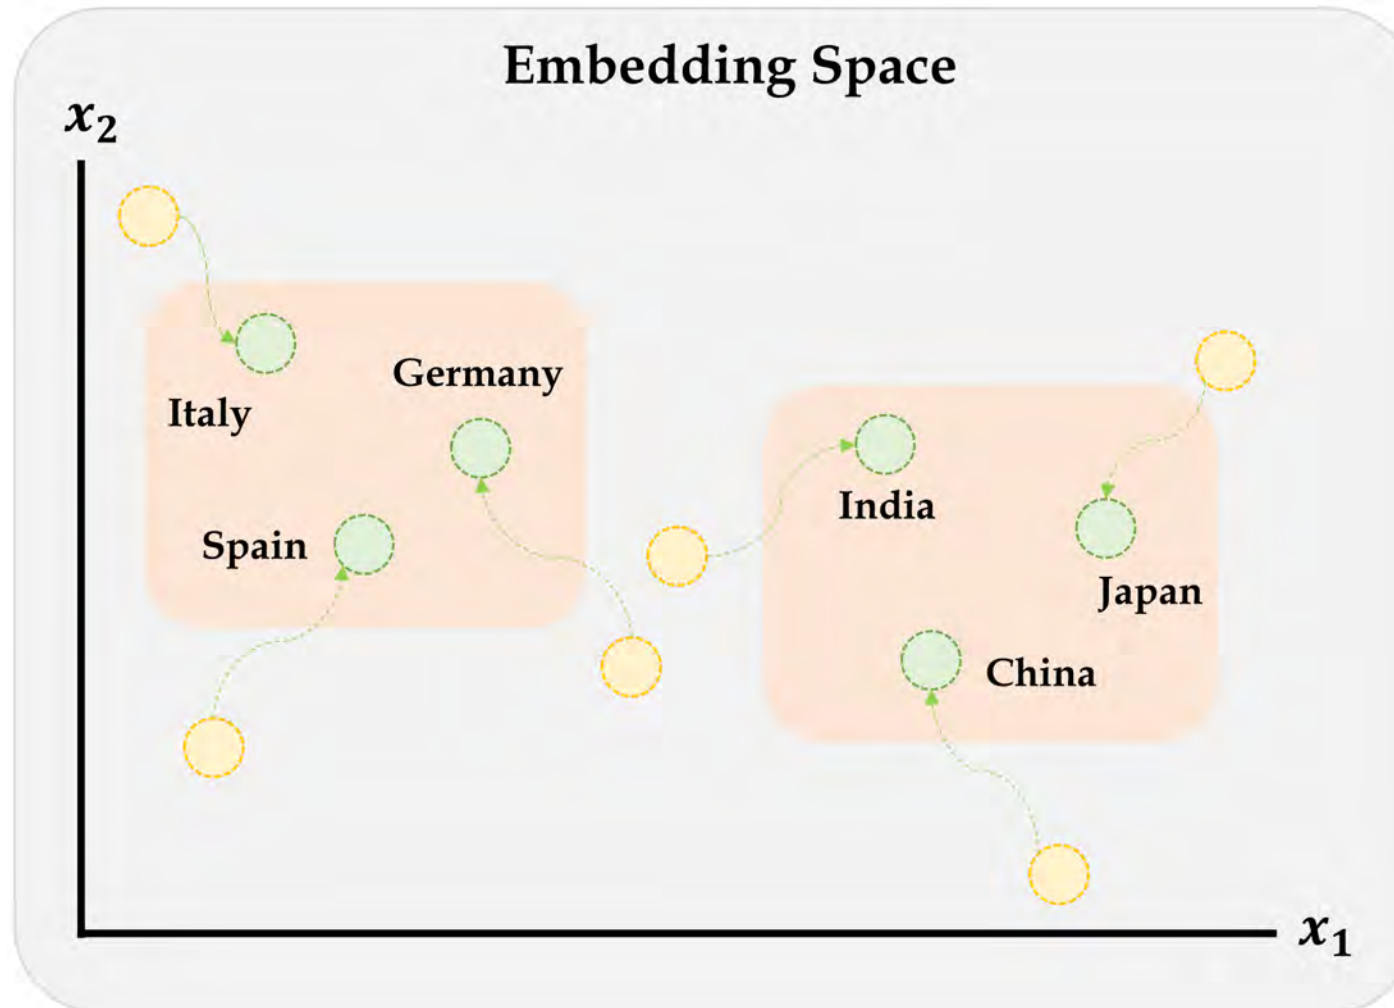 Embedding Space
x₂
Germany
Italy
India
Spain
Japan
China
x₁